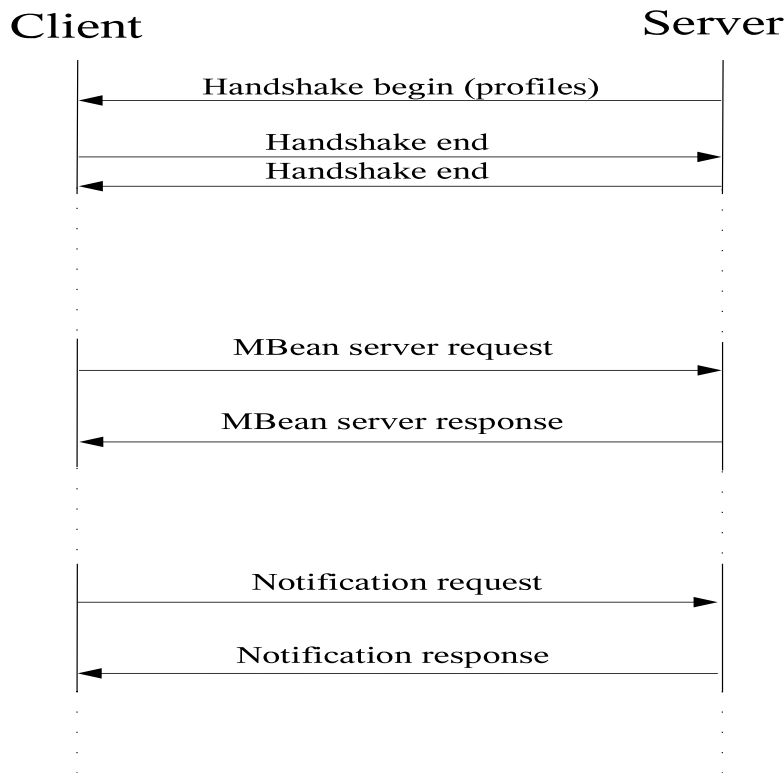 Client
Server
Handshake begin (profiles)
Handshake end
Handshake end
MBean server request
MBean server response
Notification request
Notification response